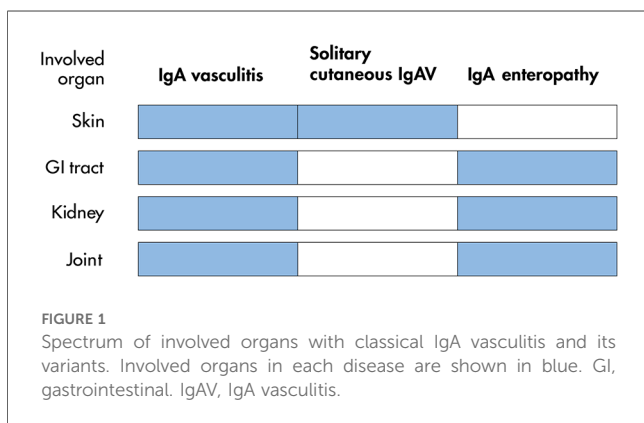 Involved
organ
IgA vasculitis
Solitary
cutaneous IgAV
IgA enteropathy
Skin
GI tract
Kidney
Joint
FIGURE 1
Spectrum of involved organs with classical IgA vasculitis and its
variants. Involved organs in each disease are shown in blue. GI,
gastrointestinal. IgAV, IgA vasculitis.